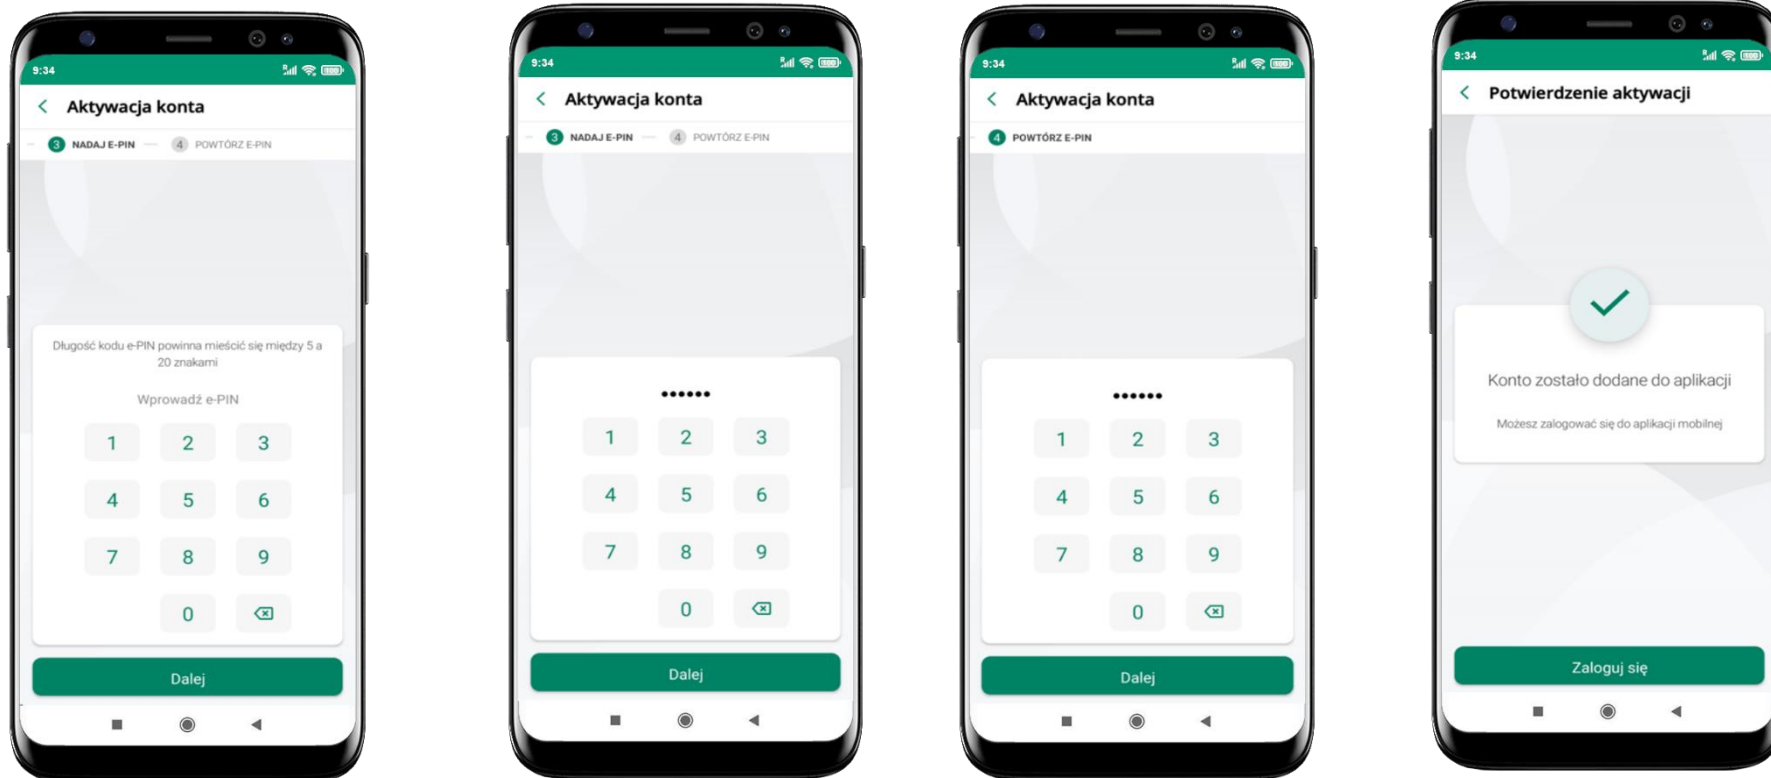 9:34
Aktywacja konta
3 NADAJ E-PIN 4 POWTÓRZ E-PIN
Długość kodu e-PIN powinna mieścić się między 5 a
20 znakami
Wprowadź e-PIN
1 2 3
4 5 6
7 8 9
0
Dalej
9:34
Aktywacja konta
3 NADAJ E-PIN 4 POWTÓRZ E-PIN
••••••
1 2 3
4 5 6
7 8 9
0
Dalej
9:34
Aktywacja konta
4 POWTÓRZ E-PIN
••••••
1 2 3
4 5 6
7 8 9
0
Dalej
9:34
Potwierdzenie aktywacji
Konto zostało dodane do aplikacji
Możesz zalogować się do aplikacji mobilnej
Zaloguj się